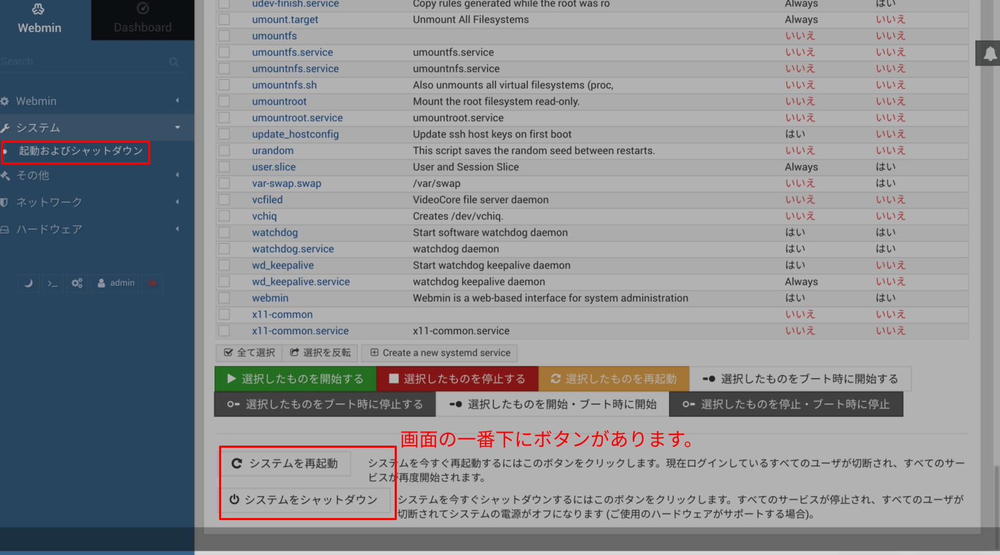 Webmin
Dashboard
Search
Webmin
システム
起動およびシャットダウン
その他
ネットワーク
ハードウェア
admin
udev-finish.service Copy rules generated while the root was ro Always はい
umount.target Unmount All Filesystems Always いいえ
umountfs いいえ いいえ
umountfs.service umountfs.service いいえ いいえ
umountnfs.service umountnfs.service いいえ いいえ
umountnfs.sh Also unmounts all virtual filesystems (proc, いいえ いいえ
umountroot Mount the root filesystem read-only. いいえ いいえ
umountroot.service umountroot.service いいえ いいえ
update_hostconfig Update ssh host keys on first boot はい いいえ
urandom This script saves the random seed between restarts. いいえ いいえ
user.slice User and Session Slice Always はい
var-swap.swap /var/swap いいえ はい
vcfiled VideoCore file server daemon いいえ いいえ
vchiq Creates /dev/vchiq. いいえ いいえ
watchdog Start software watchdog daemon はい はい
watchdog.service watchdog daemon はい はい
wd_keepalive Start watchdog keepalive daemon はい いいえ
wd_keepalive.service watchdog keepalive daemon Always いいえ
webmin Webmin is a web-based interface for system administration はい はい
x11-common いいえ いいえ
x11-common.service x11-common.service いいえ いいえ
全て選択 選択を反転 Create a new systemd service
選択したものを開始する 選択したものを停止する 選択したものを再起動 選択したものをブート時に開始する
選択したものをブート時に停止する 選択したものを開始・ブート時に開始 選択したものを停止・ブート時に停止
画面の一番下にボタンがあります。
システムを再起動 システムを今すぐ再起動するにはこのボタンをクリックします。現在ログインしているすべてのユーザが切断され、すべてのサー
ビスが再度開始されます。
システムをシャットダウン システムを今すぐシャットダウンするにはこのボタンをクリックします。すべてのサービスが停止され、すべてのユーザが
切断されてシステムの電源がオフになります (ご使用のハードウェアがサポートする場合)。